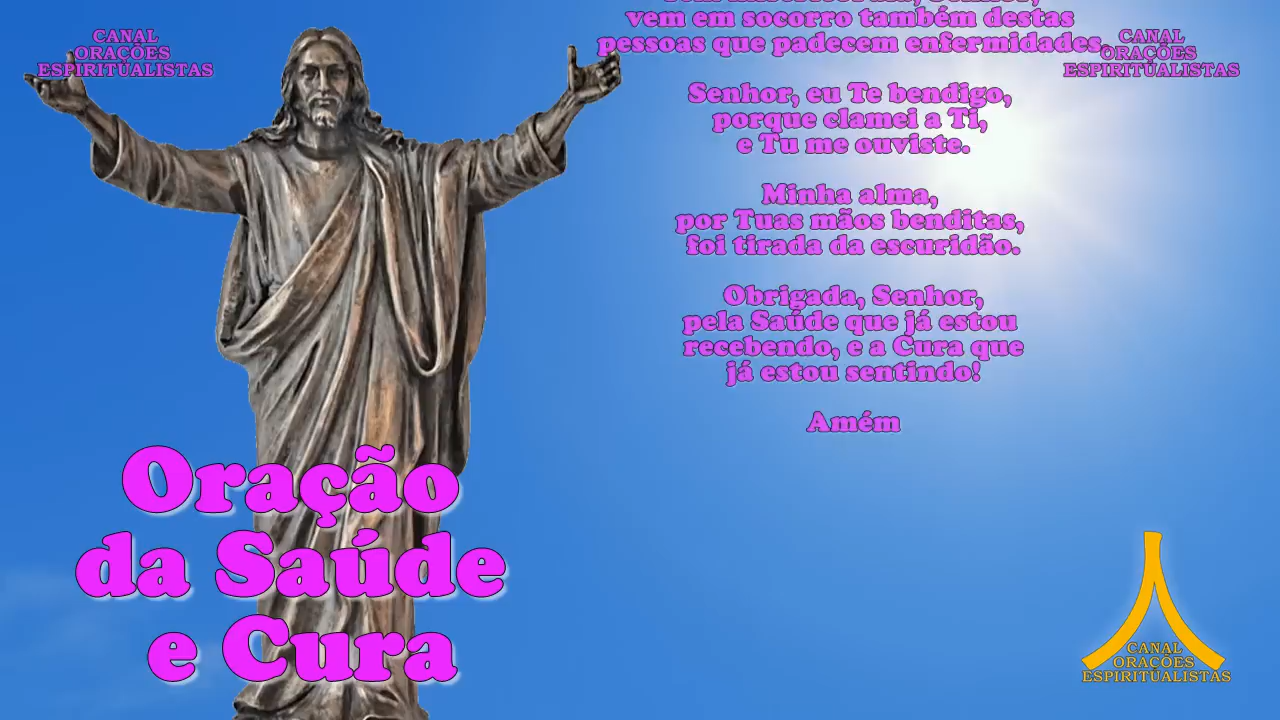 CANAL
ORAÇÕES
ESPIRITUALISTAS
vem em socorro também destas
pessoas que padecem enfermidades.
CANAL
ORAÇÕES
ESPIRITUALISTAS
Senhor, eu Te bendigo,
porque clamei a Ti,
e Tu me ouviste.
Minha alma,
por Tuas mãos benditas,
foi tirada da escuridão.
Obrigada, Senhor,
pela Saúde que já estou
recebendo, e a Cura que
já estou sentindo!
Amém
Oração
da Saúde
e Cura
CANAL
ORAÇÕES
ESPIRITUALISTAS